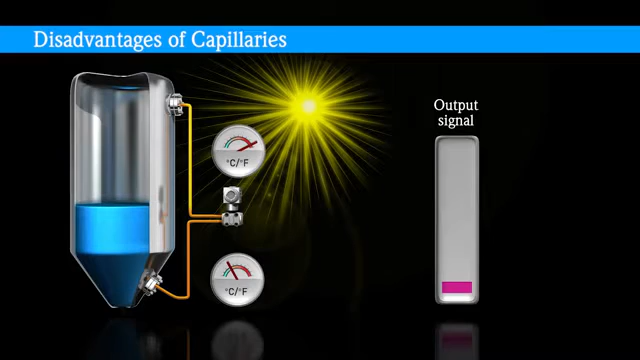 Disadvantages of Capillaries
Output
signal
°C/°F
°C/°F